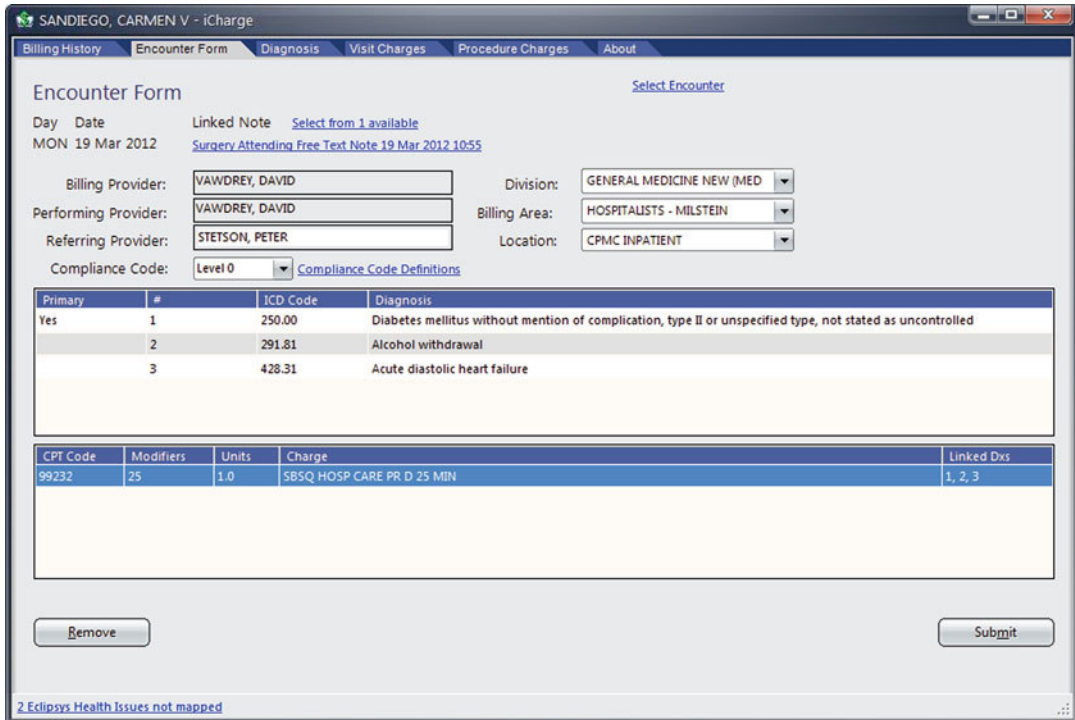 SANDIEGO, CARMEN V - iCharge
Billing History Encounter Form Diagnosis Visit Charges Procedure Charges About
Select Encounter
Encounter Form
Day Date Linked Note Select from 1 available
MON 19 Mar 2012 Surgery Attending Free Text Note 19 Mar 2012 10:55
Billing Provider: VAWDREY, DAVID Division: GENERAL MEDICINE NEW (MED
Performing Provider: VAWDREY, DAVID Billing Area: HOSPITALISTS - MILSTEIN
Referring Provider: STETSON, PETER Location: CPMC INPATIENT
Compliance Code: Level 0 Compliance Code Definitions
Primary # ICD Code Diagnosis
Yes 1 250.00 Diabetes mellitus without mention of complication, type II or unspecified type, not stated as uncontrolled
2 291.81 Alcohol withdrawal
3 428.31 Acute diastolic heart failure
CPT Code Modifiers Units Charge Linked Dxs
99232 25 1.0 SBSQ HOSP CARE PR D 25 MIN 1, 2, 3
Remove Submit
2 Eclipsys Health Issues not mapped